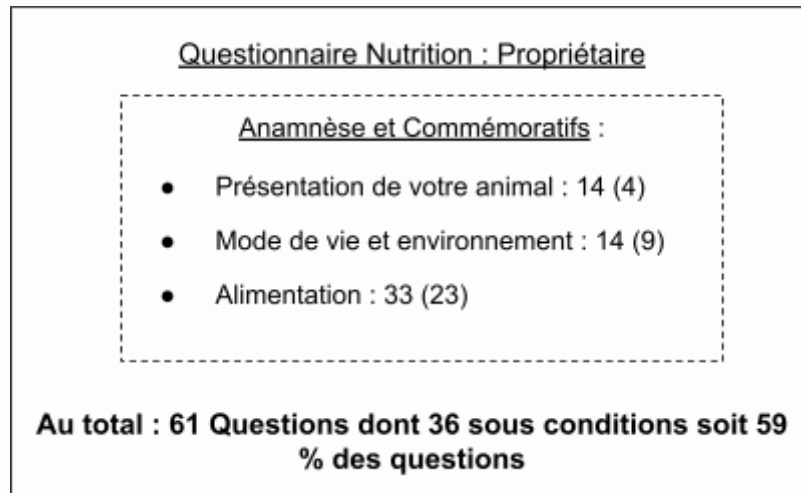 Questionnaire Nutrition : Propriétaire
Anamnèse et Commémoratifs :
● Présentation de votre animal : 14 (4)
● Mode de vie et environnement : 14 (9)
● Alimentation : 33 (23)
Au total : 61 Questions dont 36 sous conditions soit 59
% des questions